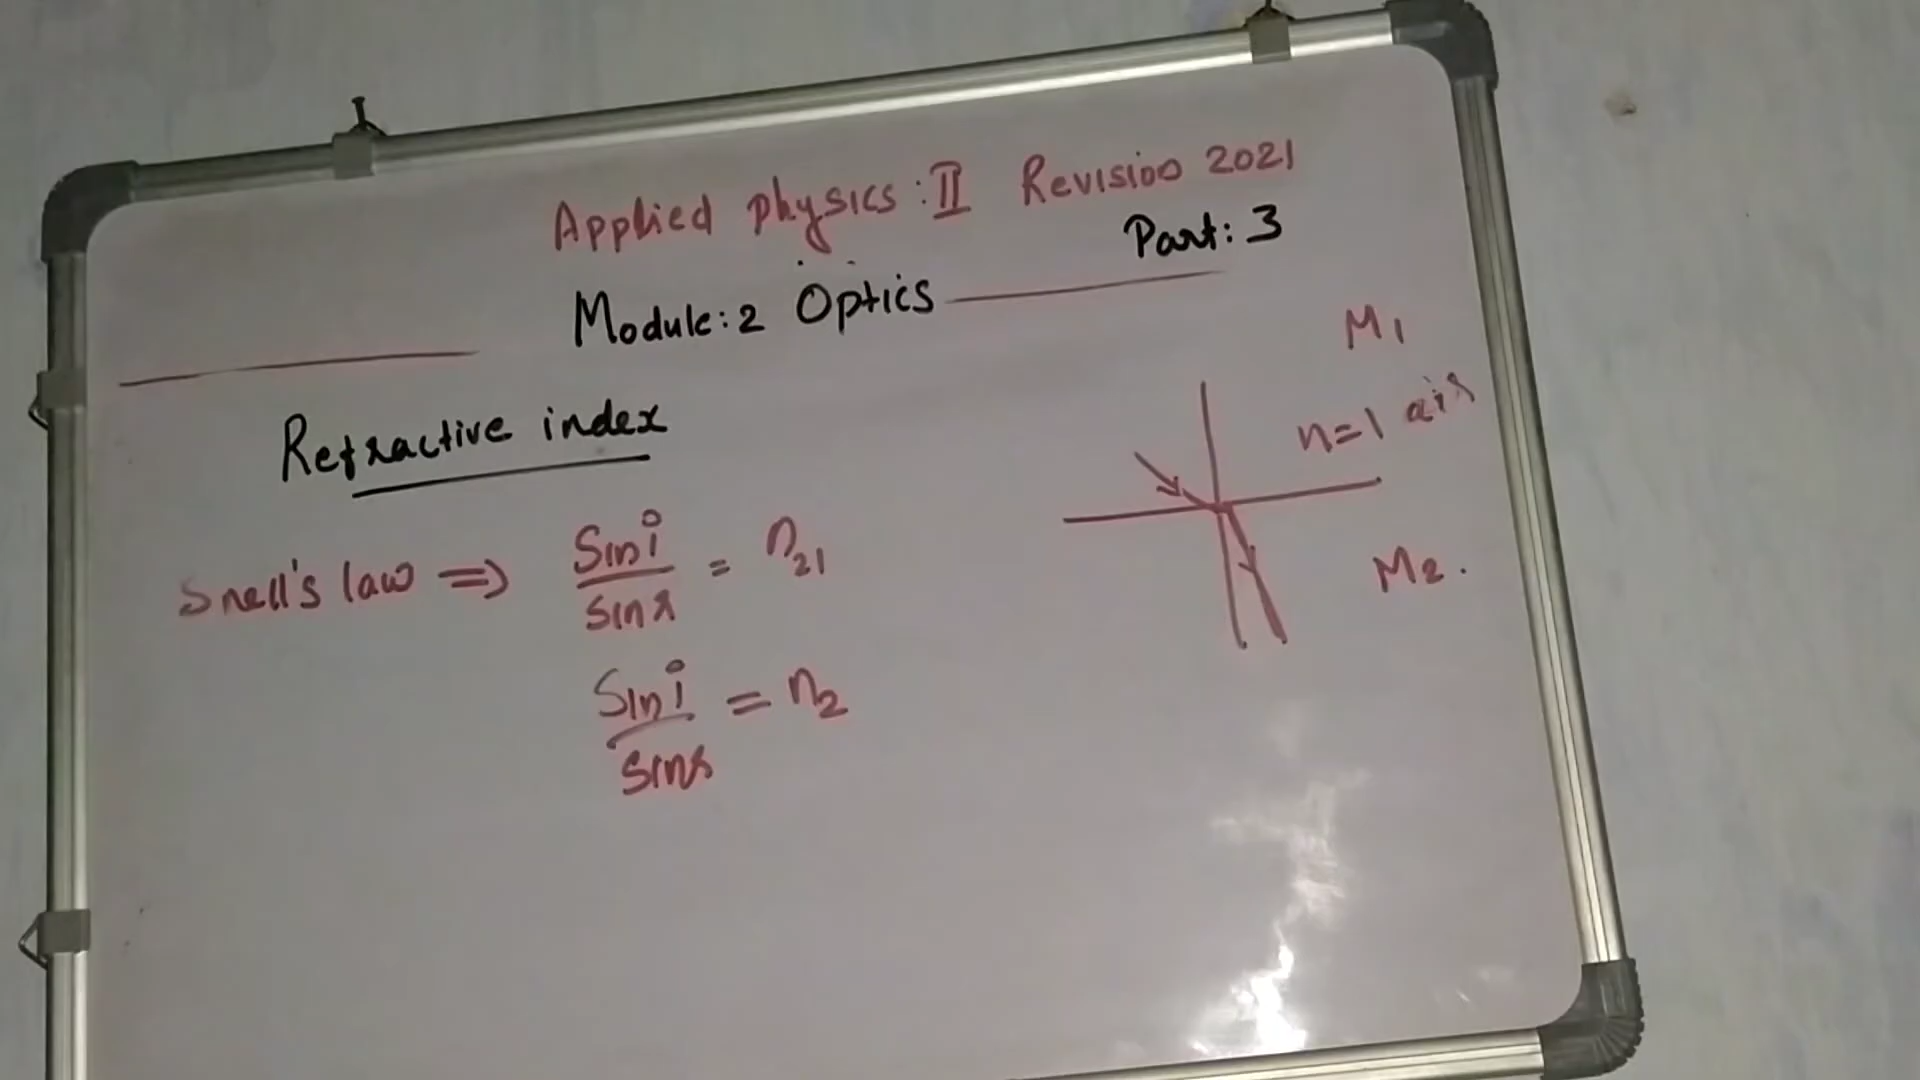 Applied physics : II Revision 2021
Part: 3
Module: 2 Optics
M1
n=1 air
Refractive index
Snell's law => Sin i / sin r = n21
M2.
Sin i / sin r = n2